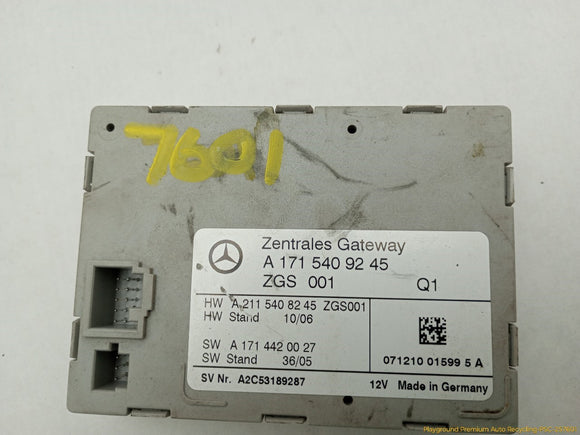 7601
Zentrales Gateway
A 171 540 92 45
ZGS 001 Q1
HW A 211 540 82 45 ZGS001
HW Stand 10/06
SW A 171 442 00 27
SW Stand 36/05
071210 01599 5 A
SV Nr. A2C53189287 12V Made in Germany
Playground Premium Auto Recycling PSC 25760